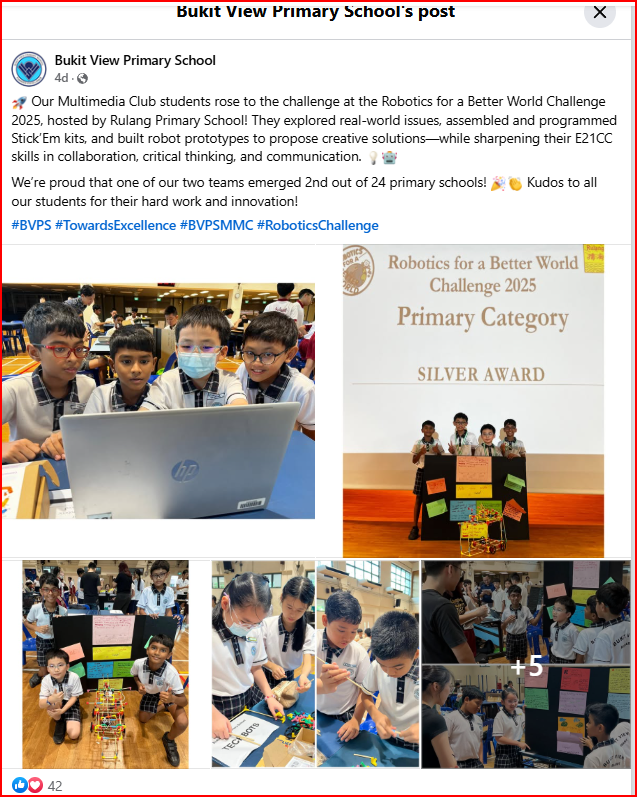 Bukit View Primary School's post
Bukit View Primary School
4d
🚀 Our Multimedia Club students rose to the challenge at the Robotics for a Better World Challenge
2025, hosted by Rulang Primary School! They explored real-world issues, assembled and programmed
Stick'Em kits, and built robot prototypes to propose creative solutions—while sharpening their E21CC
skills in collaboration, critical thinking, and communication. 💡🤖
We're proud that one of our two teams emerged 2nd out of 24 primary schools! 🎉👏 Kudos to all
our students for their hard work and innovation!
#BVPS #TowardsExcellence #BVPSMMC #RoboticsChallenge
Robotics for a Better World
Challenge 2025
Primary Category
SILVER AWARD
hp
TECH BOTS
+5
42